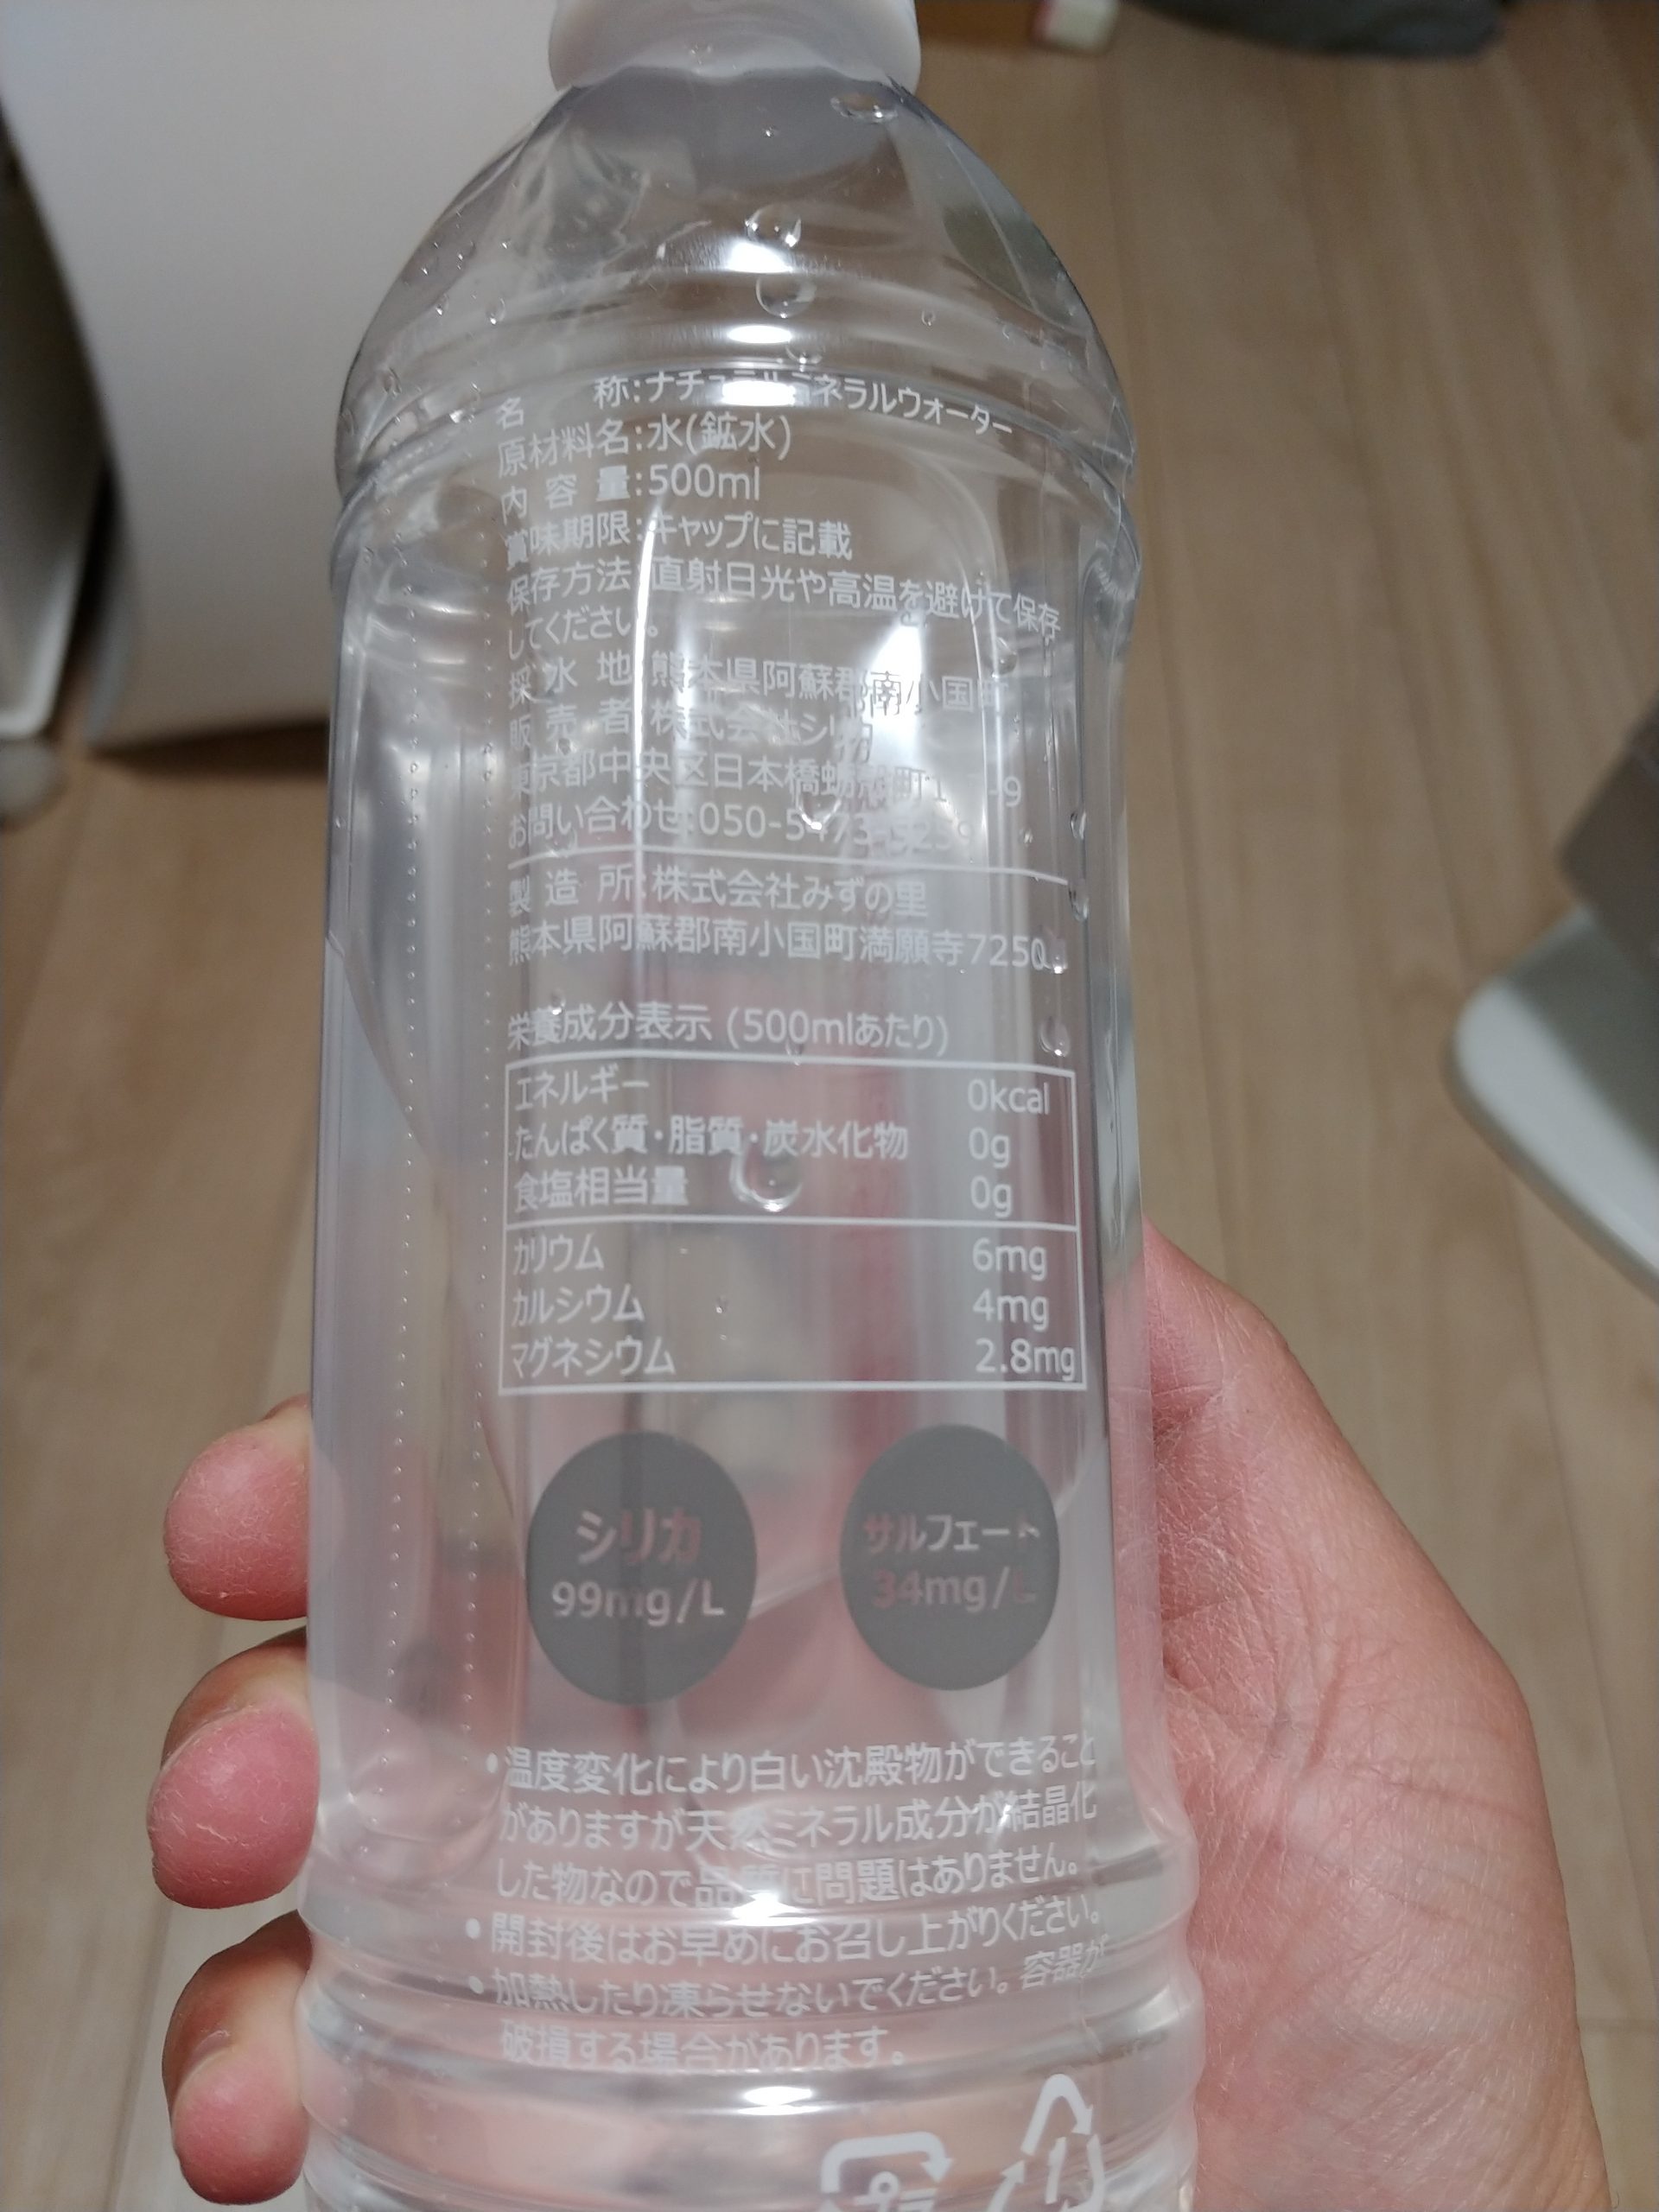 名称:ナチュラルミネラルウォーター
原材料名:水(鉱水)
内容量:500ml
賞味期限:キャップに記載
保存方法:直射日光や高温を避けて保存
してください。
採水地:熊本県阿蘇郡南小国町
販売者:株式会社シリカ
東京都中央区日本橋蛎殻町
お問い合わせ:050-
製造所:株式会社みずの里
熊本県阿蘇郡南小国町満願寺7250
栄養成分表示 (500mlあたり)
エネルギー 0kcal
たんぱく質・脂質・炭水化物 0g
食塩相当量 0g
カリウム 6mg
カルシウム 4mg
マグネシウム 2.8mg
シリカ
99mg/L
サルフェート
34mg/L
・温度変化により白い沈殿物ができること
がありますが天然ミネラル成分が結晶化
した物なので品質に問題はありません。
・開封後はお早めにお召し上がりください。
・加熱したり凍らせないでください。容器が
破損する場合があります。
プラ
1